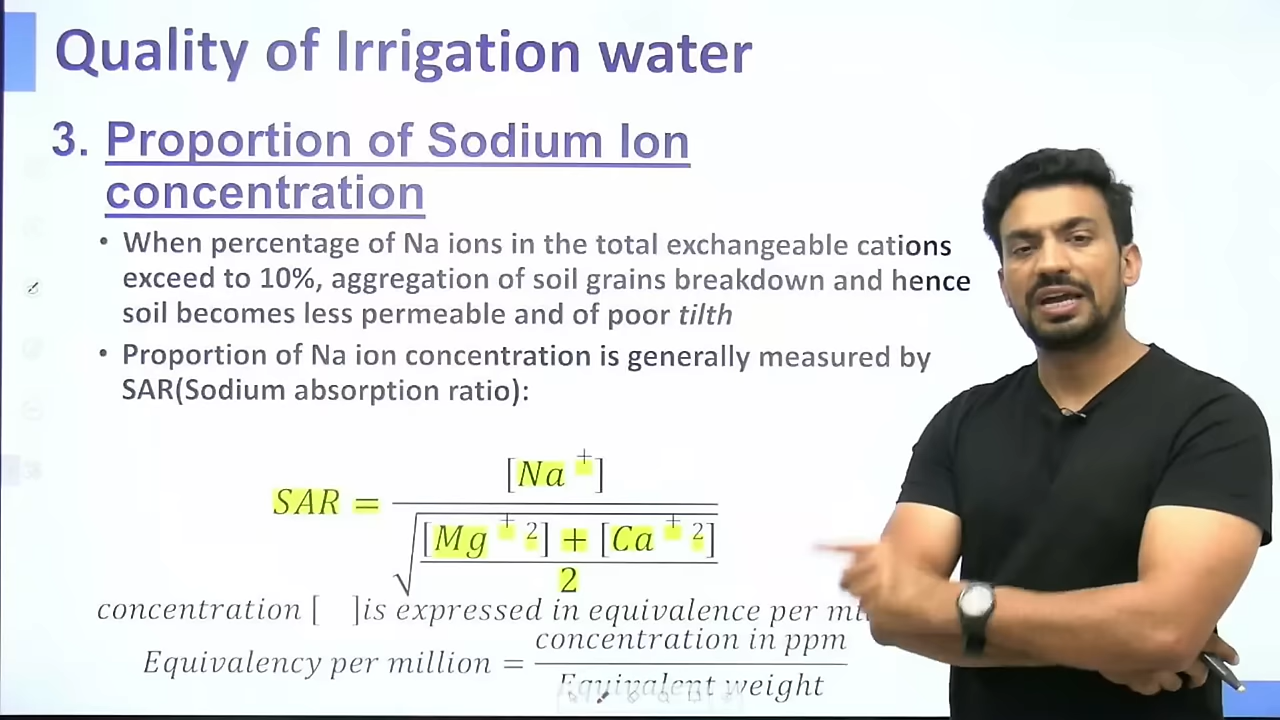 Quality of Irrigation water
3. Proportion of Sodium Ion
concentration
• When percentage of Na ions in the total exchangeable cations
exceed to 10%, aggregation of soil grains breakdown and hence
soil becomes less permeable and of poor tilth
• Proportion of Na ion concentration is generally measured by
SAR(Sodium absorption ratio):
SAR = [Na +] / √([Mg + 2] + [Ca + 2] / 2)
concentration [ ]is expressed in equivalence per
Equivalency per million = concentration in ppm / Equivalent weight